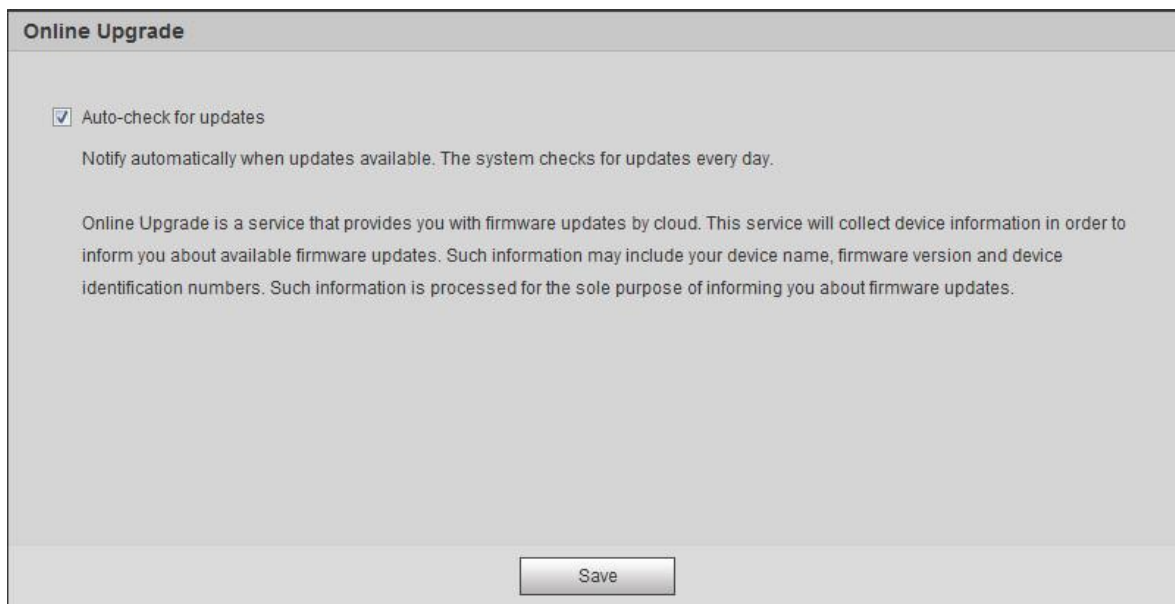 Online Upgrade
Auto-check for updates
Notify automatically when updates available. The system checks for updates every day.
Online Upgrade is a service that provides you with firmware updates by cloud. This service will collect device information in order to
inform you about available firmware updates. Such information may include your device name, firmware version and device
identification numbers. Such information is processed for the sole purpose of informing you about firmware updates.
Save